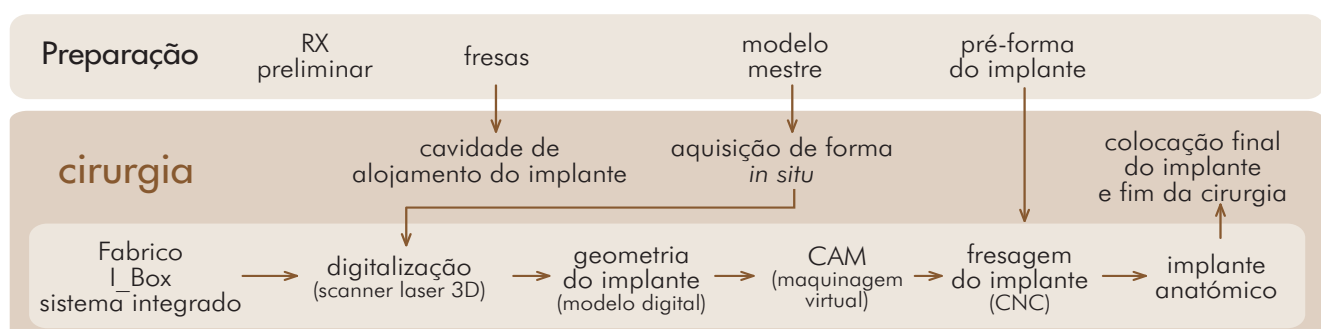 Preparação
RX
preliminar
fresas
modelo
mestre
pré-forma
do implante
cirurgia
cavidade de
alojamento do implante
aquisição de forma
in situ
colocação final
do implante
e fim da cirurgia
Fabrico
I_Box
sistema integrado
digitalização
(scanner laser 3D)
geometria
do implante
(modelo digital)
CAM
(maquinagem
virtual)
fresagem
do implante
(CNC)
implante
anatómico